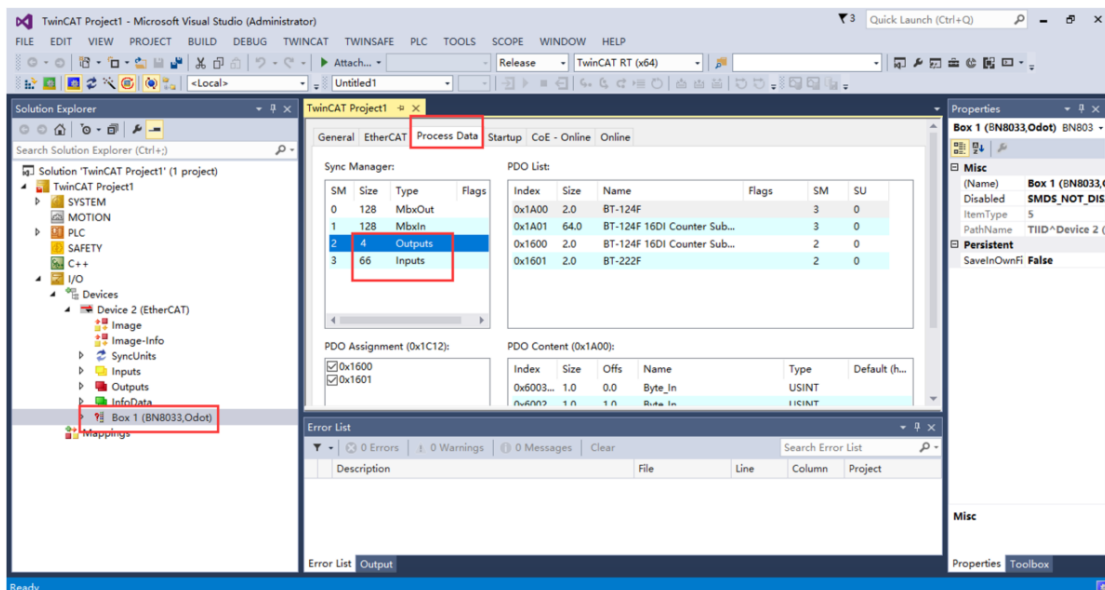 TwinCAT Project1 - Microsoft Visual Studio (Administrator)
3
Quick Launch (Ctrl+Q)
FILE EDIT VIEW PROJECT BUILD DEBUG TWINCAT TWINSAFE PLC TOOLS SCOPE WINDOW HELP
Attach... Release TwinCAT RT (x64)
<Local> Untitled1
Solution Explorer
Search Solution Explorer (Ctrl+;)
Solution 'TwinCAT Project1' (1 project)
TwinCAT Project1
SYSTEM
MOTION
PLC
SAFETY
C++
I/O
Devices
Device 2 (EtherCAT)
Image
Image-Info
SyncUnits
Inputs
Outputs
InfoData
Box 1 (BN8033,Odot)
Mappings
TwinCAT Project1
General EtherCAT Process Data Startup CoE - Online Online
Sync Manager:
SM Size Type Flags
0 128 MbxOut
1 128 MbxIn
2 4 Outputs
3 66 Inputs
PDO List:
Index Size Name Flags SM SU
0x1A00 2.0 BT-124F 3 0
0x1A01 64.0 BT-124F 16DI Counter Sub... 3 0
0x1600 2.0 BT-124F 16DI Counter Sub... 2 0
0x1601 2.0 BT-222F 2 0
PDO Assignment (0x1C12):
0x1600
0x1601
PDO Content (0x1A00):
Index Size Offs Name Type Default (h...
0x6003... 1.0 0.0 Byte_In USINT
0x6002 1.0 1.0 Byte_In USINT
Error List
0 Errors 0 Warnings 0 Messages Clear
Search Error List
Description File Line Column Project
Error List Output
Properties
Box 1 (BN8033,Odot) BN803
Misc
(Name) Box 1 (BN8033,
Disabled SMDS_NOT_DIS
ItemType 5
PathName TIID^Device 2 (
Persistent
SaveInOwnFi False
Misc
Properties Toolbox
Ready